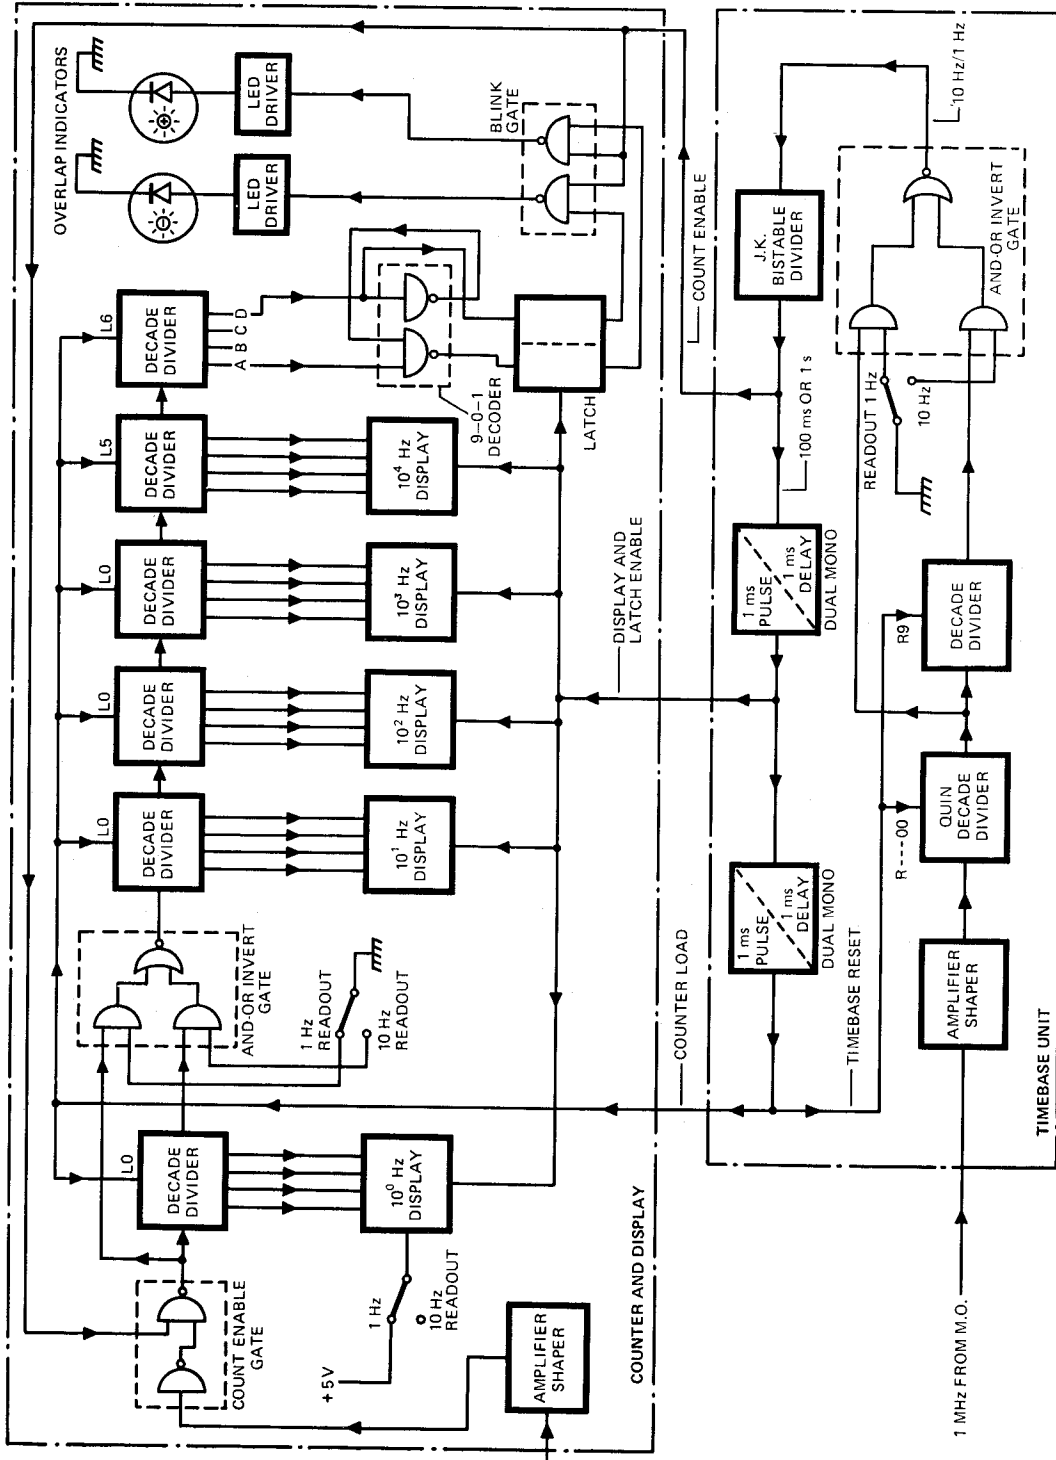 OVERLAP INDICATORS
LED
DRIVER
LED
DRIVER
BLINK
GATE
L6
DECADE
DIVIDER
A B C D
9-0-1
DECODER
LATCH
L5
DECADE
DIVIDER
10⁴ Hz
DISPLAY
L0
DECADE
DIVIDER
10³ Hz
DISPLAY
L0
DECADE
DIVIDER
10² Hz
DISPLAY
L0
DECADE
DIVIDER
10¹ Hz
DISPLAY
DISPLAY AND
LATCH ENABLE
AND-OR INVERT
GATE
1 Hz
READOUT
10 Hz
READOUT
L0
DECADE
DIVIDER
10⁰ Hz
DISPLAY
COUNT ENABLE
GATE
+5V
1 Hz
10 Hz
READOUT
AMPLIFIER
SHAPER
COUNTER AND DISPLAY
COUNT ENABLE
COUNTER LOAD
10 Hz/1 Hz
J.K.
BISTABLE
DIVIDER
100 ms OR 1 s
1 ms
PULSE
1 ms
DELAY
DUAL MONO
1 ms
PULSE
1 ms
DELAY
DUAL MONO
TIMEBASE RESET
AND-OR INVERT
GATE
READOUT 1 Hz
10 Hz
R9
DECADE
DIVIDER
R---00
QUIN
DECADE
DIVIDER
AMPLIFIER
SHAPER
TIMEBASE UNIT
1 MHz FROM M.O.